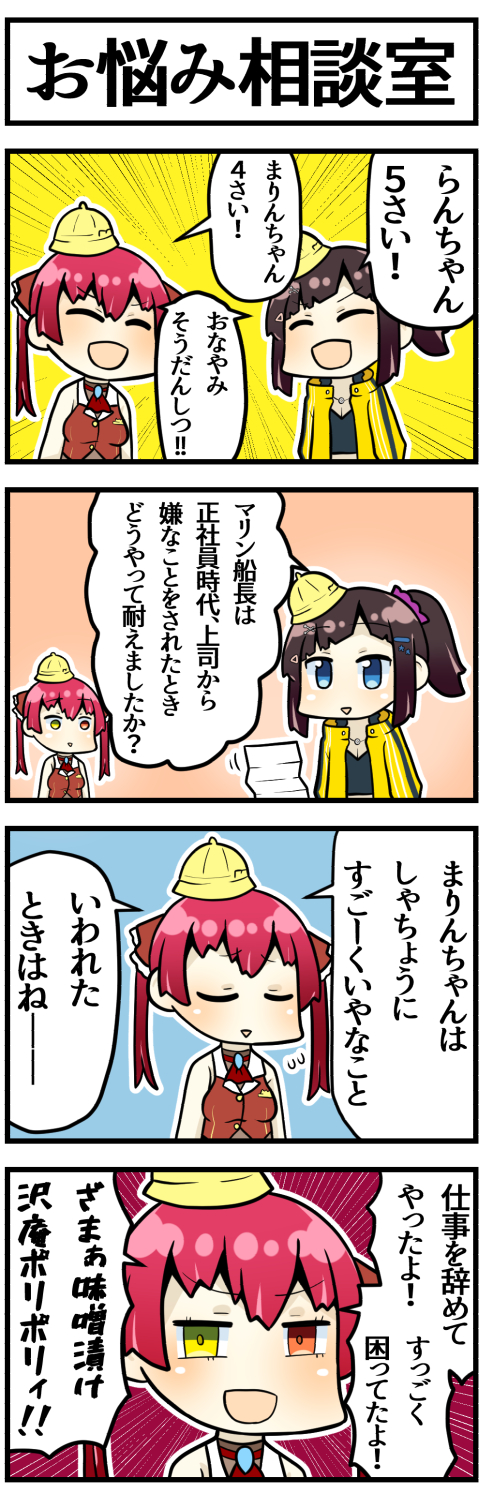 お悩み相談室
らんちゃん
5さい！
まりんちゃん
4さい！
おなやみ
そうだんしつ!!
マリン船長は
正社員時代、上司から
嫌なことをされたとき
どうやって耐えましたか？
まりんちゃんは
しゃちょうに
すごーくいやなこと
いわれた
ときはね――
仕事を辞めて
やったよ！
すっごく
困ってたよ！
ざまぁ味噌漬け
沢庵ボリボリィ!!